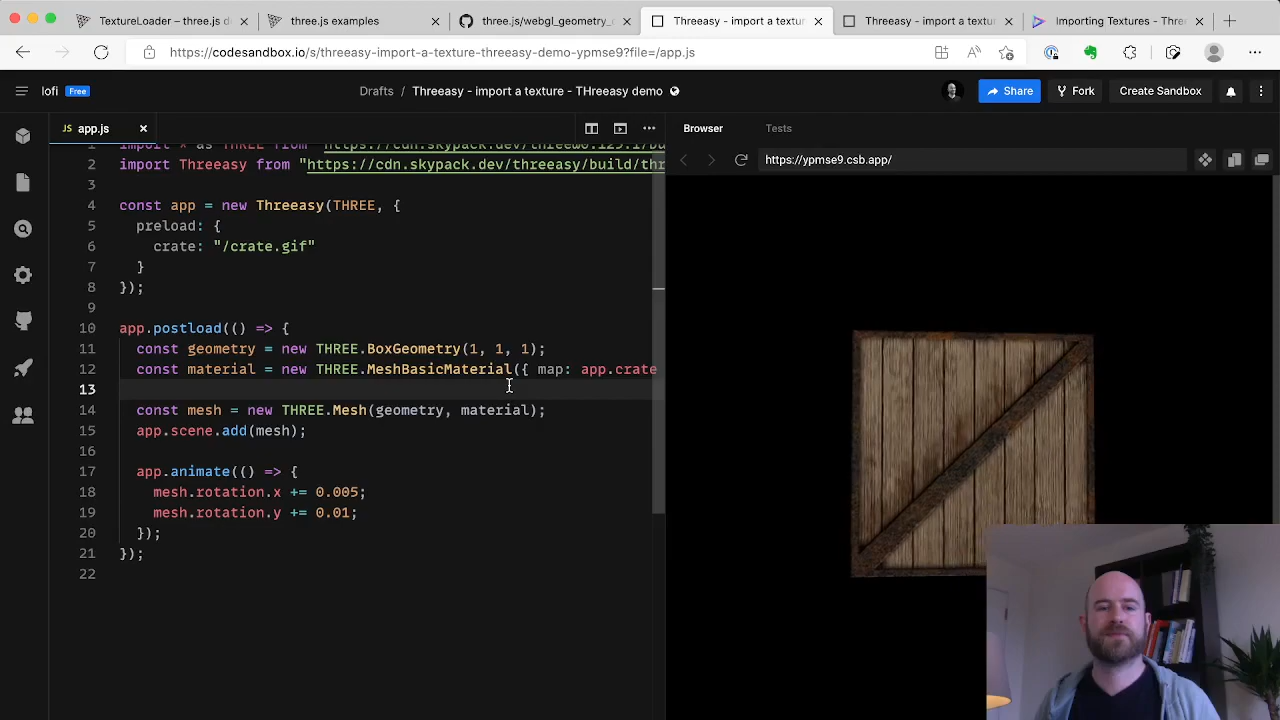 TextureLoader – three.js d
three.js examples
three.js/webgl_geometry_
Threeasy - import a textur
Threeasy - import a textur
Importing Textures - Three
https://codesandbox.io/s/threeasy-import-a-texture-threeasy-demo-ypmse9?file=/app.js
lofi Free
Drafts / Threeasy - import a texture - THreeasy demo
Share
Fork
Create Sandbox
JS app.js
Browser
Tests
https://ypmse9.csb.app/
2 import Threeasy from "https://cdn.skypack.dev/threeasy/build/thr
3
4 const app = new Threeasy(THREE, {
5 preload: {
6 crate: "/crate.gif"
7 }
8 });
9
10 app.postload(() => {
11 const geometry = new THREE.BoxGeometry(1, 1, 1);
12 const material = new THREE.MeshBasicMaterial({ map: app.crate
13
14 const mesh = new THREE.Mesh(geometry, material);
15 app.scene.add(mesh);
16
17 app.animate(() => {
18 mesh.rotation.x += 0.005;
19 mesh.rotation.y += 0.01;
20 });
21 });
22